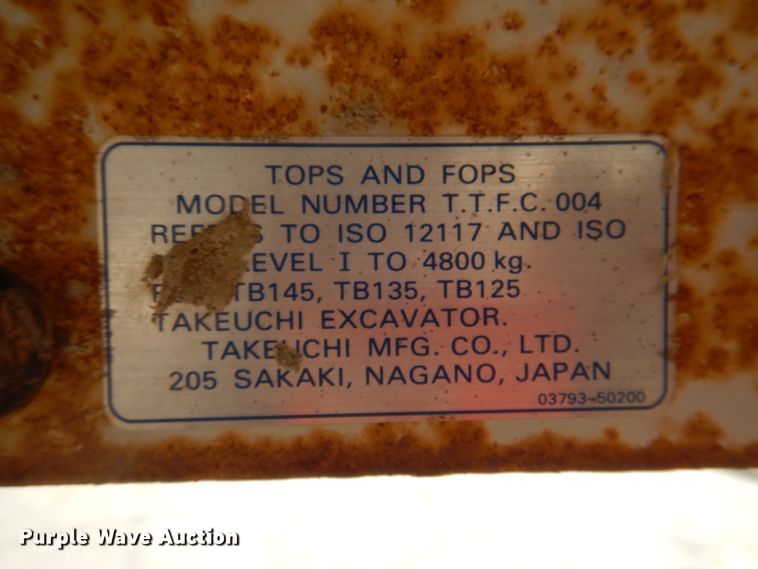 TOPS AND FOPS
MODEL NUMBER T.T.F.C. 004
TO ISO 12117 AND ISO
LEVEL I TO 4800 kg.
TB145, TB135, TB125
TAKEUCHI EXCAVATOR.
TAKEUCHI MFG. CO., LTD.
205 SAKAKI, NAGANO, JAPAN
03793-50200
Purple Wave Auction